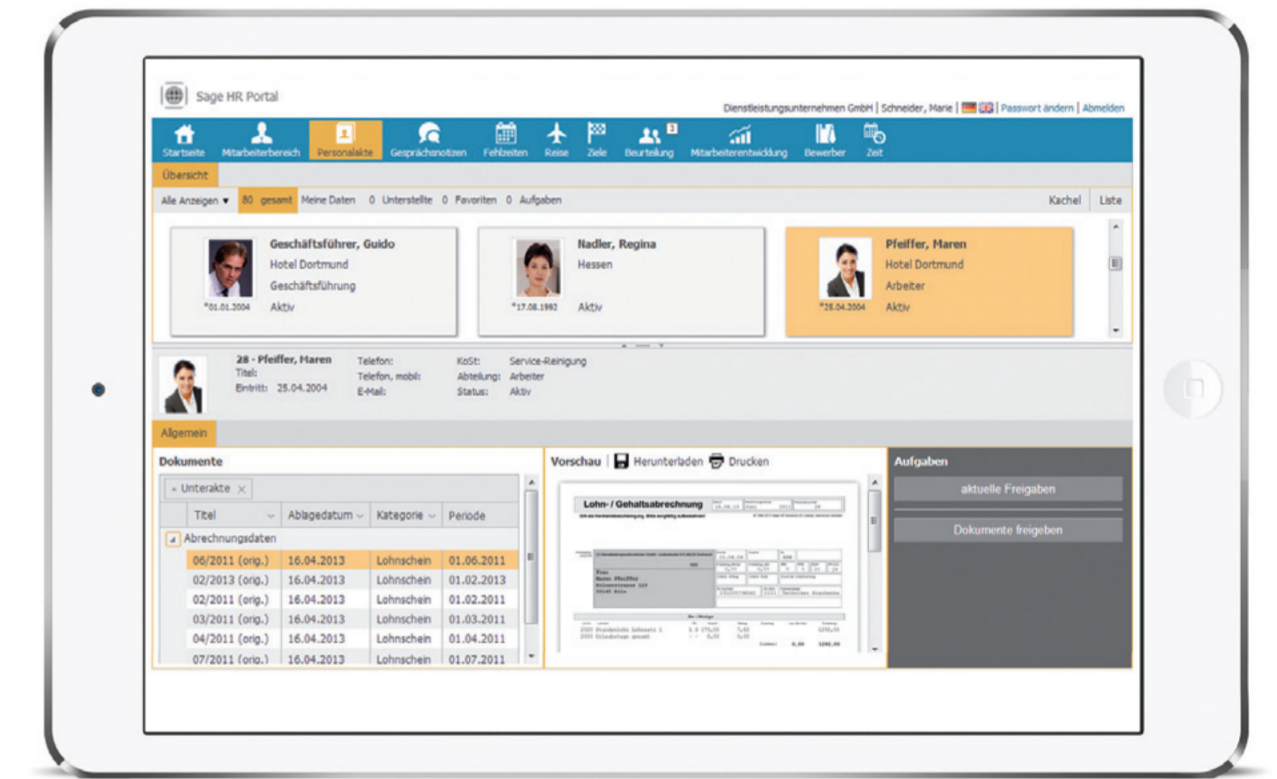 Sage HR Portal
Dienstleistungsunternehmen GmbH | Schneider, Marie | Passwort ändern | Abmelden
Startseite Mitarbeiterbereich Personalakte Gesprächsnotizen Fehlzeiten Reise Ziele Beurteilung 3 Mitarbeiterentwicklung Bewerber Zeit
Übersicht
Alle Anzeigen ▼ 80 gesamt Meine Daten 0 Unterstellte 0 Favoriten 0 Aufgaben Kachel Liste
Geschäftsführer, Guido
Hotel Dortmund
Geschäftsführung
*01.01.2004 Aktiv
Nadler, Regina
Hessen
*17.08.1992 Aktiv
Pfeiffer, Maren
Hotel Dortmund
Arbeiter
*25.04.2004 Aktiv
28 - Pfeiffer, Maren Telefon: KoSt: Service-Reinigung
Titel: Telefon, mobil: Abteilung: Arbeiter
Eintritt: 25.04.2004 E-Mail: Status: Aktiv
Allgemein
Dokumente
Unterakte
Titel Ablagedatum Kategorie Periode
Abrechnungsdaten
06/2011 (orig.) 16.04.2013 Lohnschein 01.06.2011
02/2013 (orig.) 16.04.2013 Lohnschein 01.02.2013
02/2011 (orig.) 16.04.2013 Lohnschein 01.02.2011
03/2011 (orig.) 16.04.2013 Lohnschein 01.03.2011
04/2011 (orig.) 16.04.2013 Lohnschein 01.04.2011
07/2011 (orig.) 16.04.2013 Lohnschein 01.07.2011
Vorschau | Herunterladen Drucken
Lohn- / Gehaltsabrechnung
Frau
Maren Pfeiffer
Aufgaben
aktuelle Freigaben
Dokumente freigeben